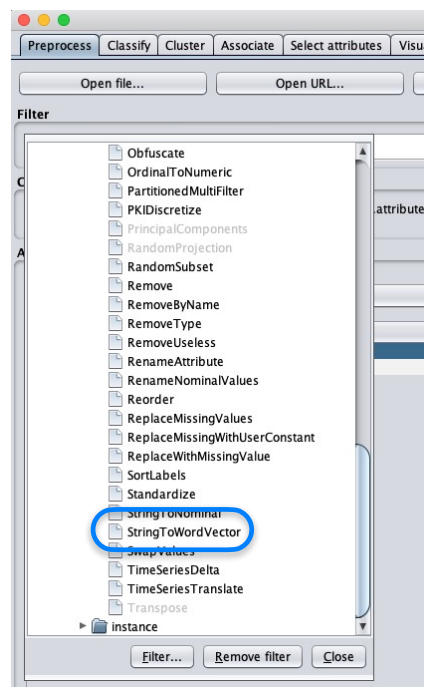 Preprocess Classify Cluster Associate Select attributes
Open file... Open URL...
Filter
Obfuscate
OrdinalToNumeric
PartitionedMultiFilter
PKIDiscretize
PrincipalComponents
.attribute
RandomProjection
RandomSubset
Remove
RemoveByName
RemoveType
RemoveUseless
RenameAttribute
RenameNominalValues
Reorder
ReplaceMissingValues
ReplaceMissingWithUserConstant
ReplaceWithMissingValue
SortLabels
Standardize
StringToNominal
StringToWordVector
SwapValues
TimeSeriesDelta
TimeSeriesTranslate
Transpose
instance
Filter... Remove filter Close